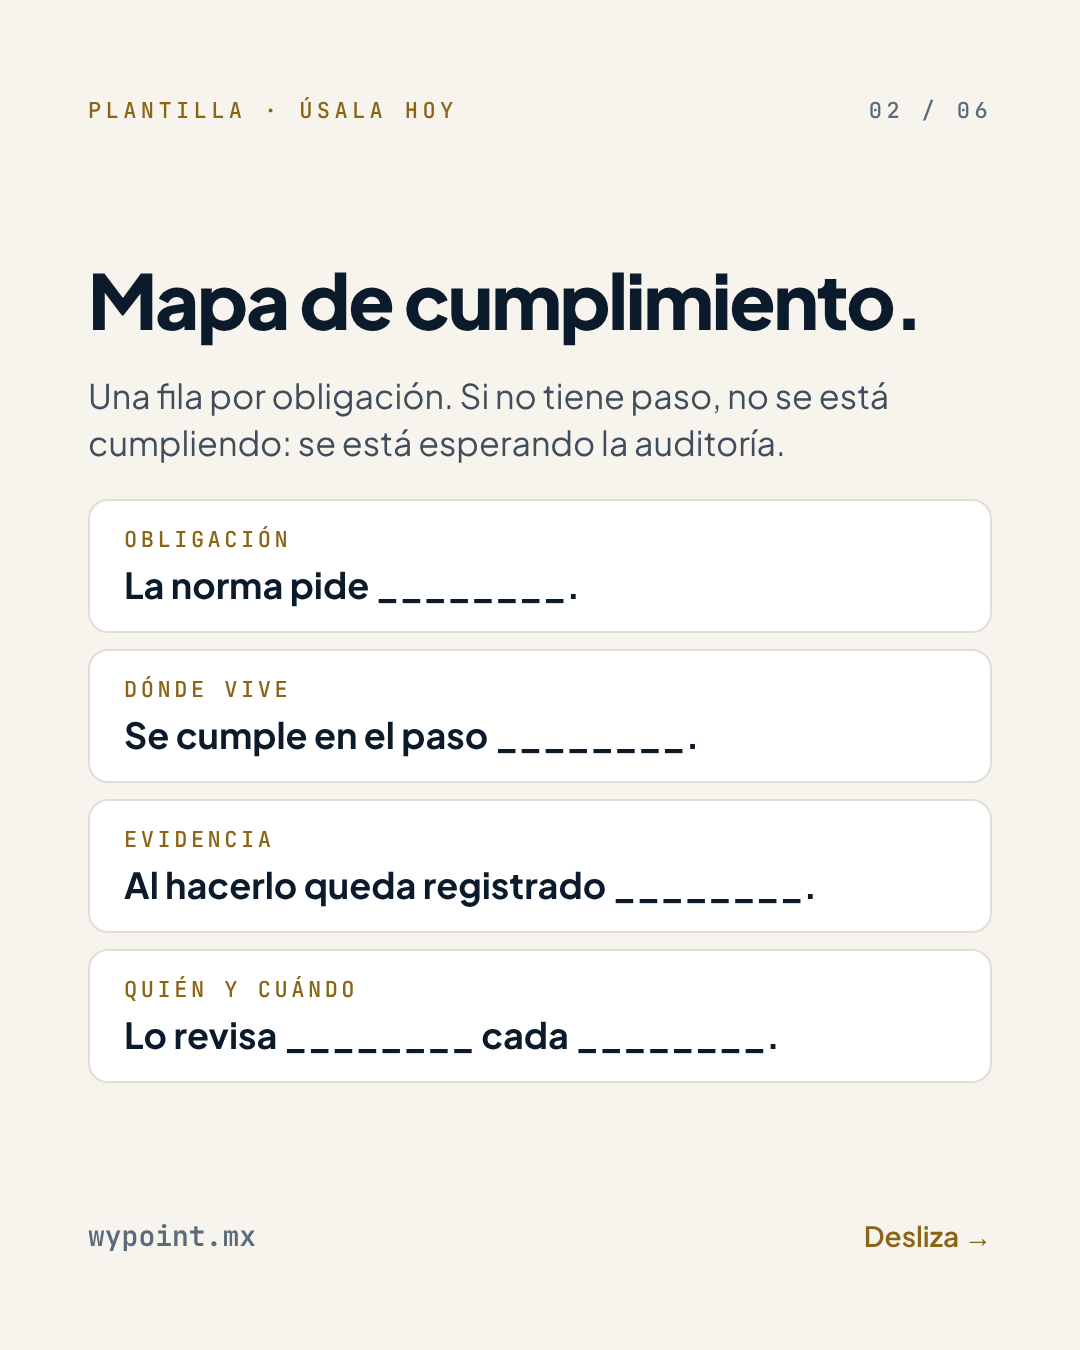 PLANTILLA · ÚSALA HOY
02 / 06
Mapa de cumplimiento.
Una fila por obligación. Si no tiene paso, no se está
cumpliendo: se está esperando la auditoría.
OBLIGACIÓN
La norma pide ________.
DÓNDE VIVE
Se cumple en el paso ________.
EVIDENCIA
Al hacerlo queda registrado ________.
QUIÉN Y CUÁNDO
Lo revisa ________ cada ________.
wypoint.mx
Desliza →